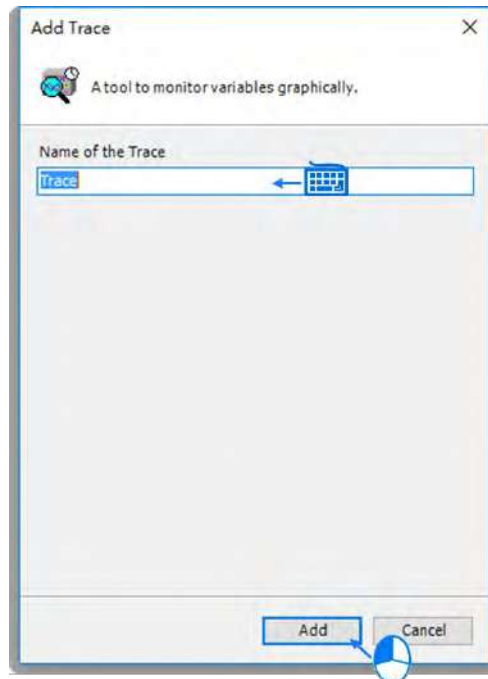 Add Trace
A tool to monitor variables graphically.
Name of the Trace
Trace
Add
Cancel